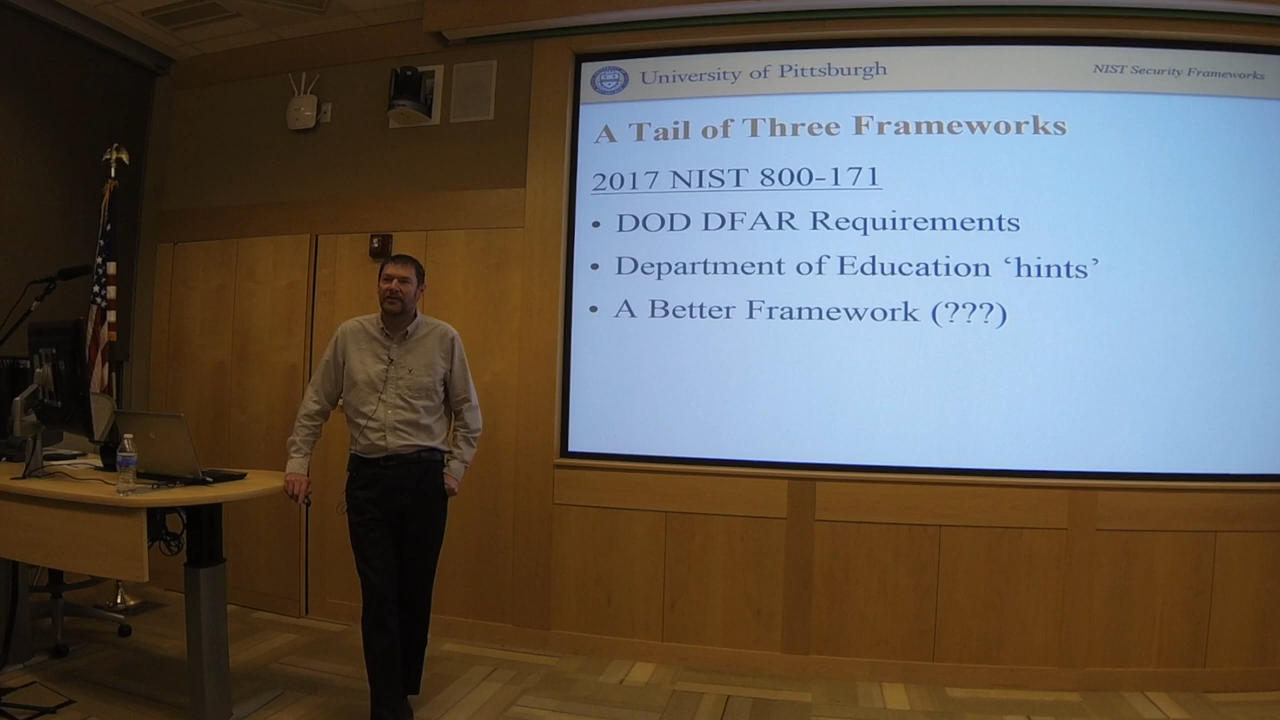 University of Pittsburgh
NIST Security Frameworks
A Tail of Three Frameworks
2017 NIST 800-171
• DOD DFAR Requirements
• Department of Education ‘hints’
• A Better Framework (???)